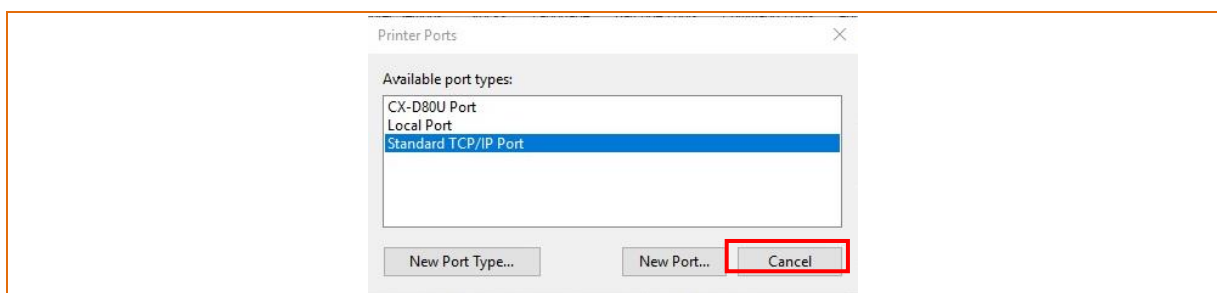 Printer Ports
Available port types:
CX-D80U Port
Local Port
Standard TCP/IP Port
New Port Type... New Port... Cancel